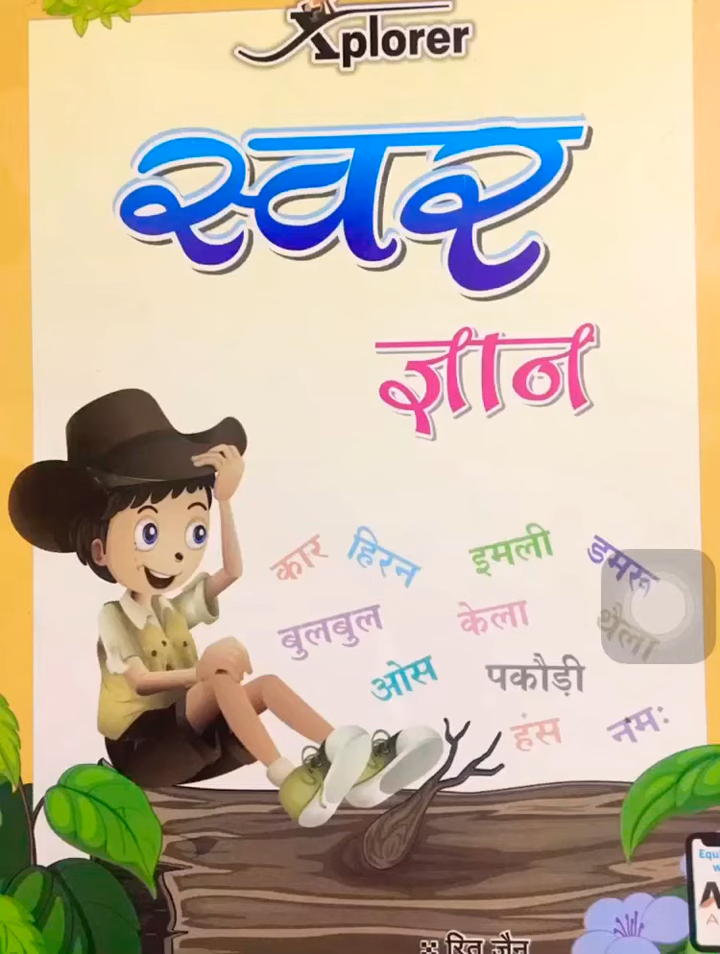 Xplorer
स्वर
ज्ञान
कार हिरन इमली डमरू
बुलबुल केला थैला
ओस पकौड़ी
हंस नमः